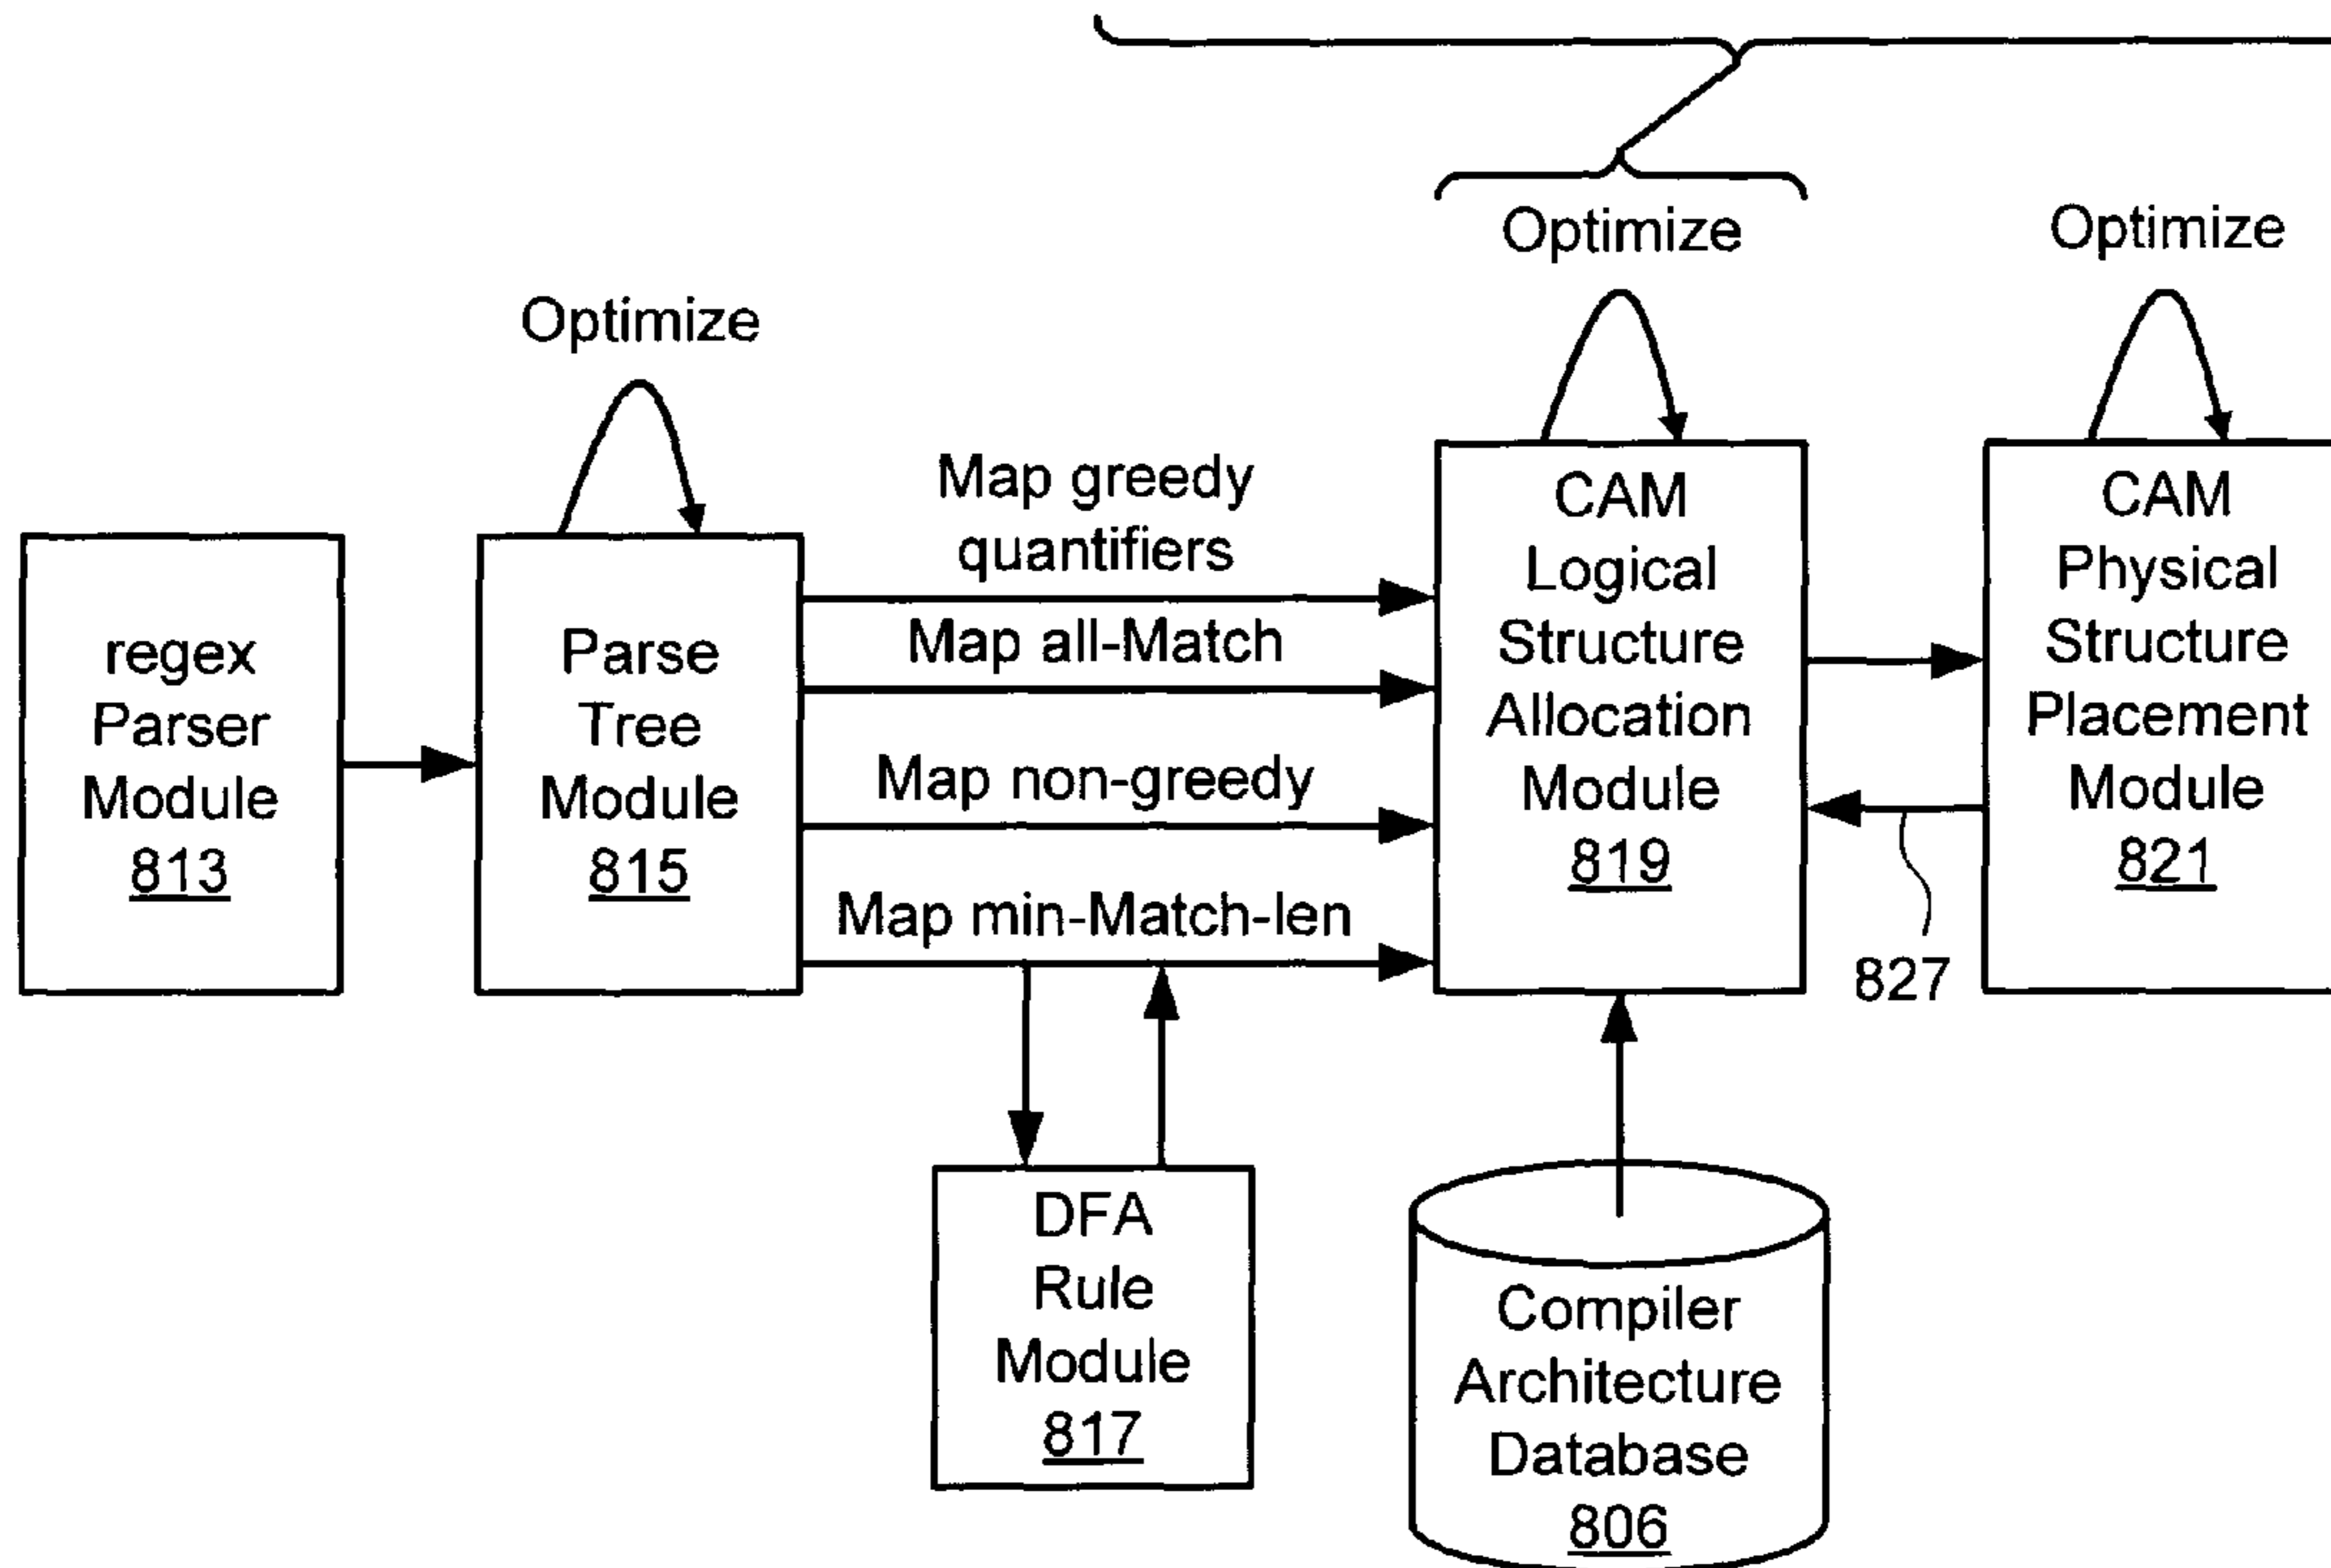 Optimize
Optimize
Optimize
Map greedy
quantifiers
Map all-Match
Map non-greedy
Map min-Match-len
regex
Parser
Module
813
Parse
Tree
Module
815
CAM
Logical
Structure
Allocation
Module
819
CAM
Physical
Structure
Placement
Module
821
827
DFA
Rule
Module
817
Compiler
Architecture
Database
806